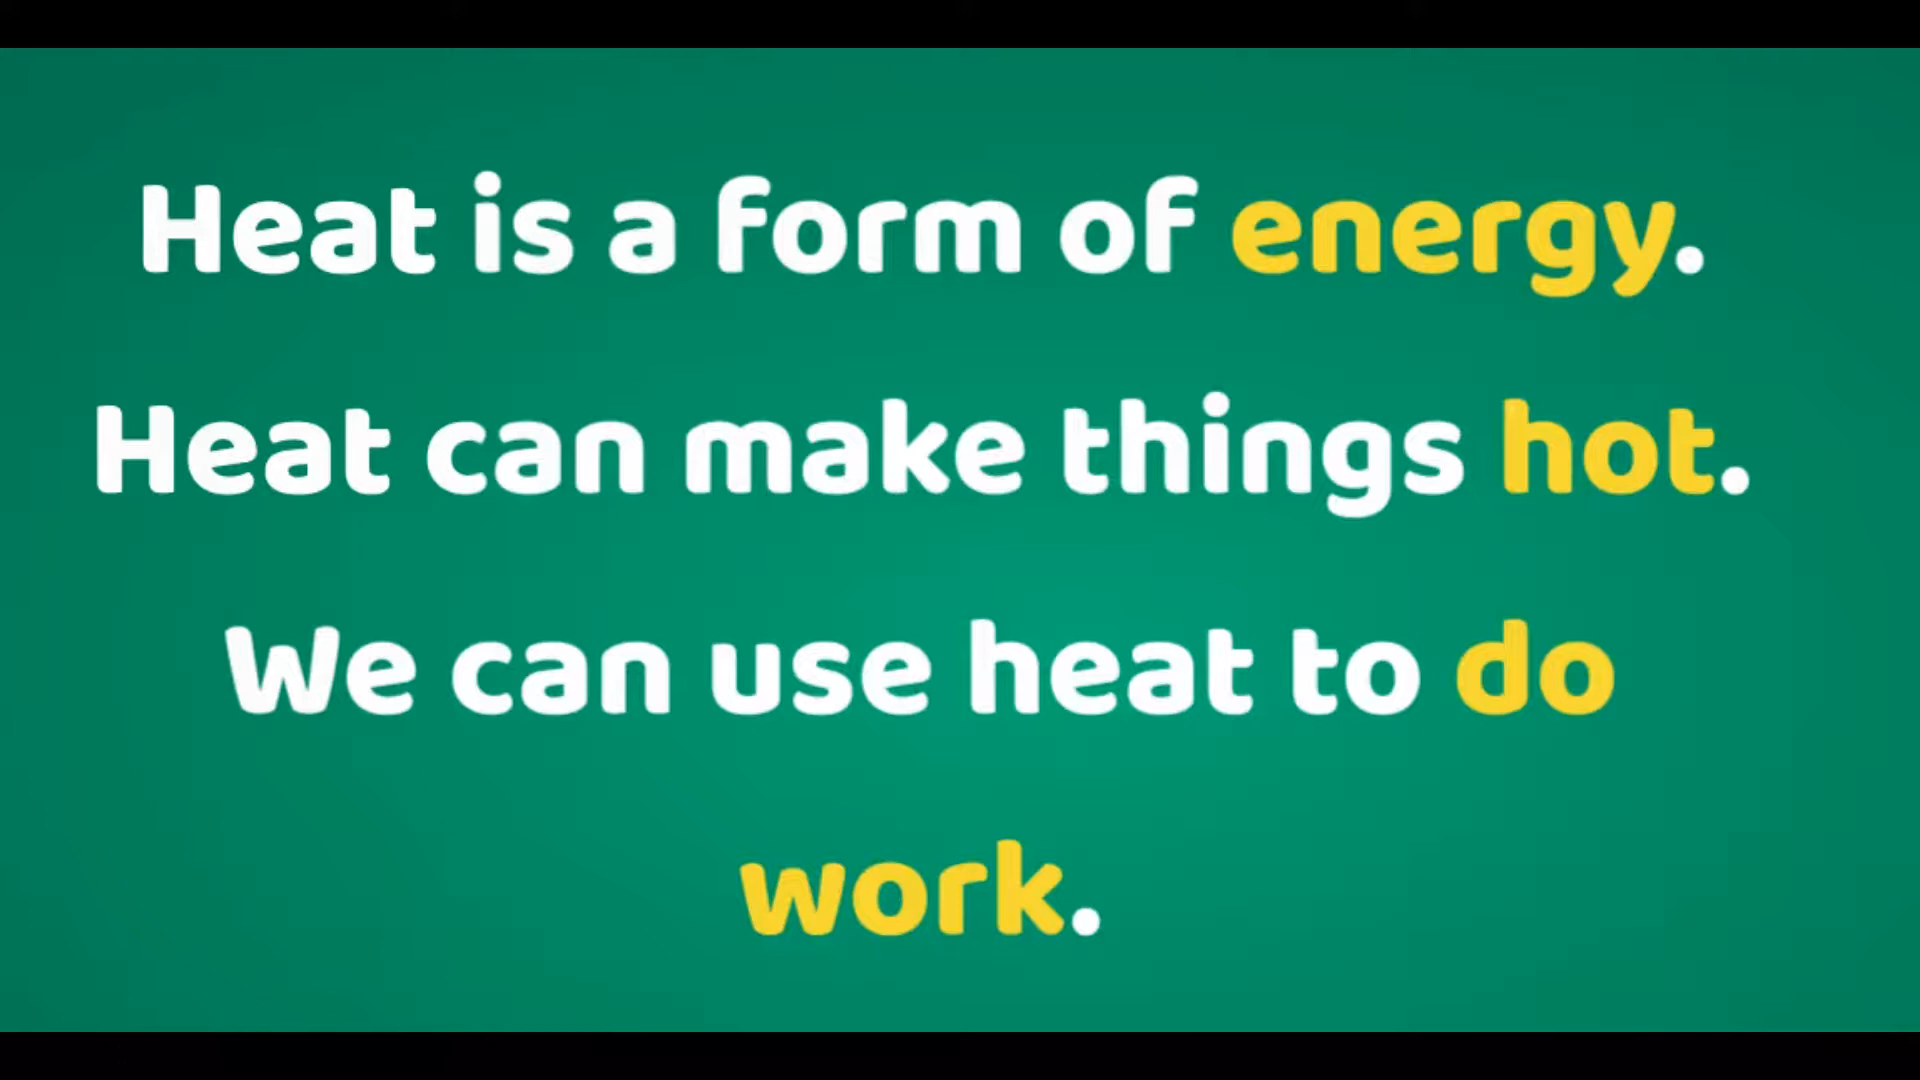 Heat is a form of energy.
Heat can make things hot.
We can use heat to do
work.